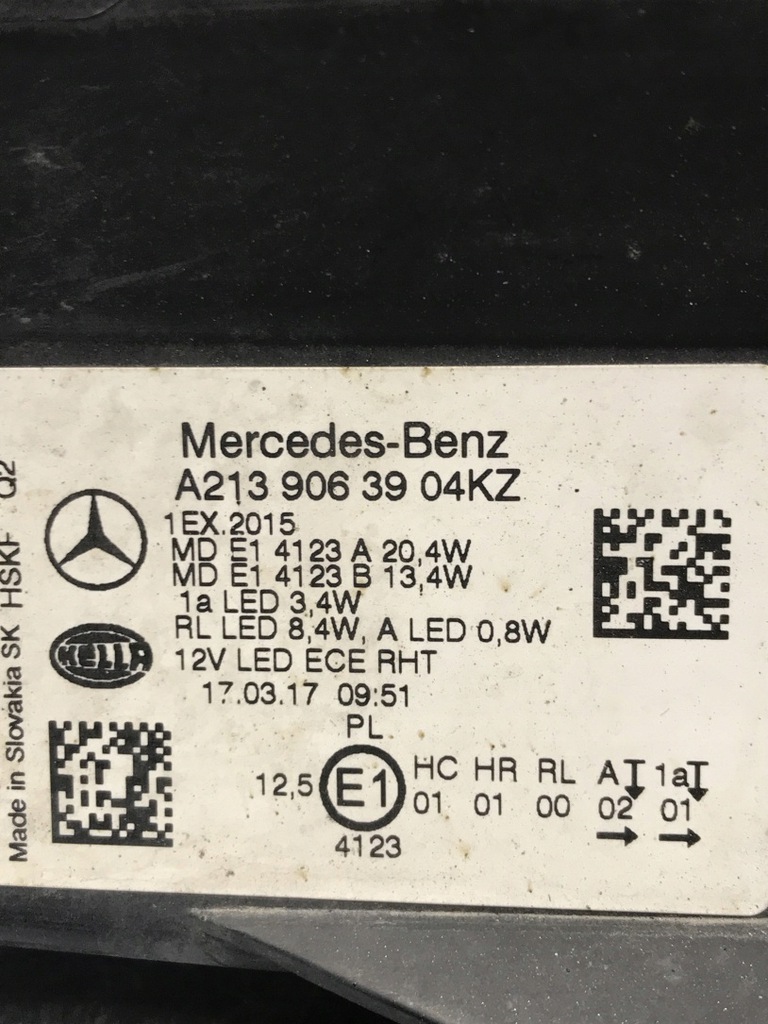 Mercedes-Benz
A213 906 39 04KZ
1EX.2015
MD E1 4123 A 20,4W
MD E1 4123 B 13,4W
1a LED 3,4W
RL LED 8,4W, A LED 0,8W
12V LED ECE RHT
17.03.17 09:51
PL
12,5 E1 HC HR RL A 1a
01 01 00 02 01
4123
HELLA
Made in Slovakia SK HSKF Q2